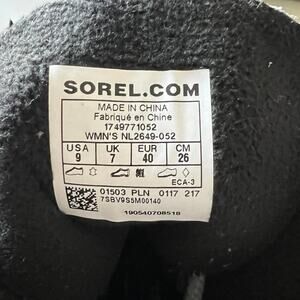 SOREL.COM
MADE IN CHINA
Fabriqué en Chine
1749771052
WMN'S NL2649-052
USA UK EUR CM
9 7 40 26
ECA-3
01503 PLN 0117 217
7SBV9S5M00140
190540708518